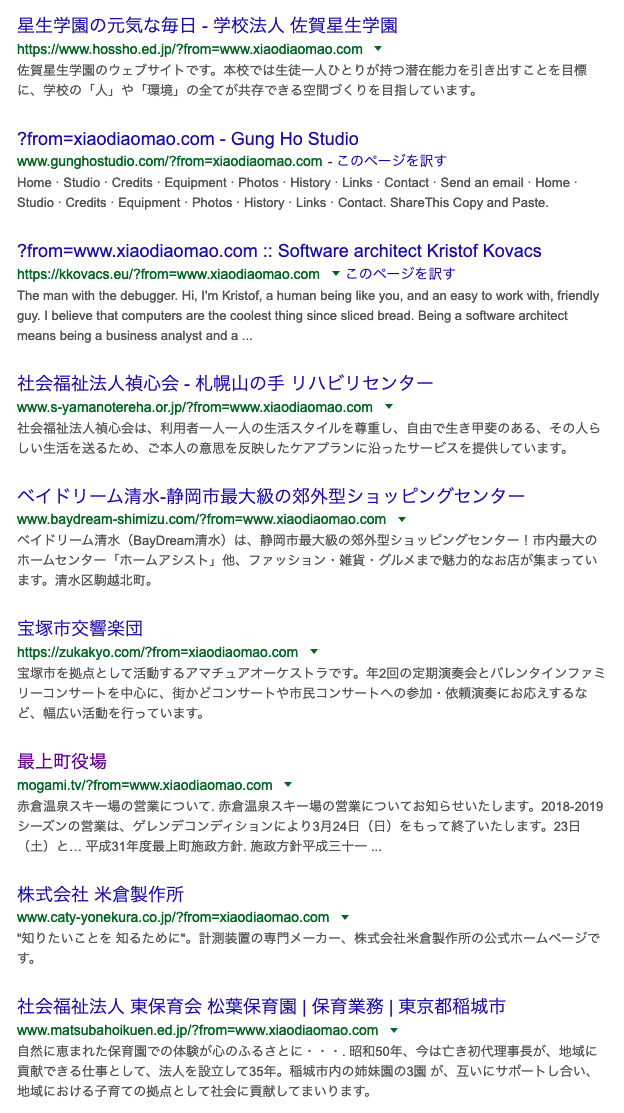 星生学園の元気な毎日 - 学校法人 佐賀星生学園
https://www.hossho.ed.jp/?from=www.xiaodiaomao.com
佐賀星生学園のウェブサイトです。本校では生徒一人ひとりが持つ潜在能力を引き出すことを目標
に、学校の「人」や「環境」の全てが共存できる空間づくりを目指しています。
?from=xiaodiaomao.com - Gung Ho Studio
www.gunghostudio.com/?from=xiaodiaomao.com - このページを訳す
Home · Studio · Credits · Equipment · Photos · History · Links · Contact · Send an email · Home ·
Studio · Credits · Equipment · Photos · History · Links · Contact. ShareThis Copy and Paste.
?from=www.xiaodiaomao.com :: Software architect Kristof Kovacs
https://kkovacs.eu/?from=www.xiaodiaomao.com このページを訳す
The man with the debugger. Hi, I'm Kristof, a human being like you, and an easy to work with, friendly
guy. I believe that computers are the coolest thing since sliced bread. Being a software architect
means being a business analyst and a ...
社会福祉法人禎心会 - 札幌山の手 リハビリセンター
www.s-yamanotereha.or.jp/?from=www.xiaodiaomao.com
社会福祉法人禎心会は、利用者一人一人の生活スタイルを尊重し、自由で生き甲斐のある、その人ら
しい生活を送るため、ご本人の意思を反映したケアプランに沿ったサービスを提供しています。
ベイドリーム清水-静岡市最大級の郊外型ショッピングセンター
www.baydream-shimizu.com/?from=www.xiaodiaomao.com
ベイドリーム清水（BayDream清水）は、静岡市最大級の郊外型ショッピングセンター！市内最大の
ホームセンター「ホームアシスト」他、ファッション・雑貨・グルメまで魅力的なお店が集まってい
ます。清水区駒越北町。
宝塚市交響楽団
https://zukakyo.com/?from=xiaodiaomao.com
宝塚市を拠点として活動するアマチュアオーケストラです。年2回の定期演奏会とバレンタインファミ
リーコンサートを中心に、街かどコンサートや市民コンサートへの参加・依頼演奏にお応えするな
ど、幅広い活動を行っています。
最上町役場
mogami.tv/?from=www.xiaodiaomao.com
赤倉温泉スキー場の営業について. 赤倉温泉スキー場の営業についてお知らせいたします。2018-2019
シーズンの営業は、ゲレンデコンディションにより3月24日（日）をもって終了いたします。23日
（土）と... 平成31年度最上町施政方針. 施政方針平成三十一 ...
株式会社 米倉製作所
www.caty-yonekura.co.jp/?from=xiaodiaomao.com
"知りたいことを 知るために"。計測装置の専門メーカー、株式会社米倉製作所の公式ホームページで
す。
社会福祉法人 東保育会 松葉保育園 | 保育業務 | 東京都稲城市
www.matsubahoikuen.ed.jp/?from=www.xiaodiaomao.com
自然に恵まれた保育園での体験が心のふるさとに・・・. 昭和50年、今は亡き初代理事長が、地域に
貢献できる仕事として、法人を設立して35年。稲城市内の姉妹園の3園 が、互いにサポートし合い、
地域における子育ての拠点として社会に貢献してまいります。